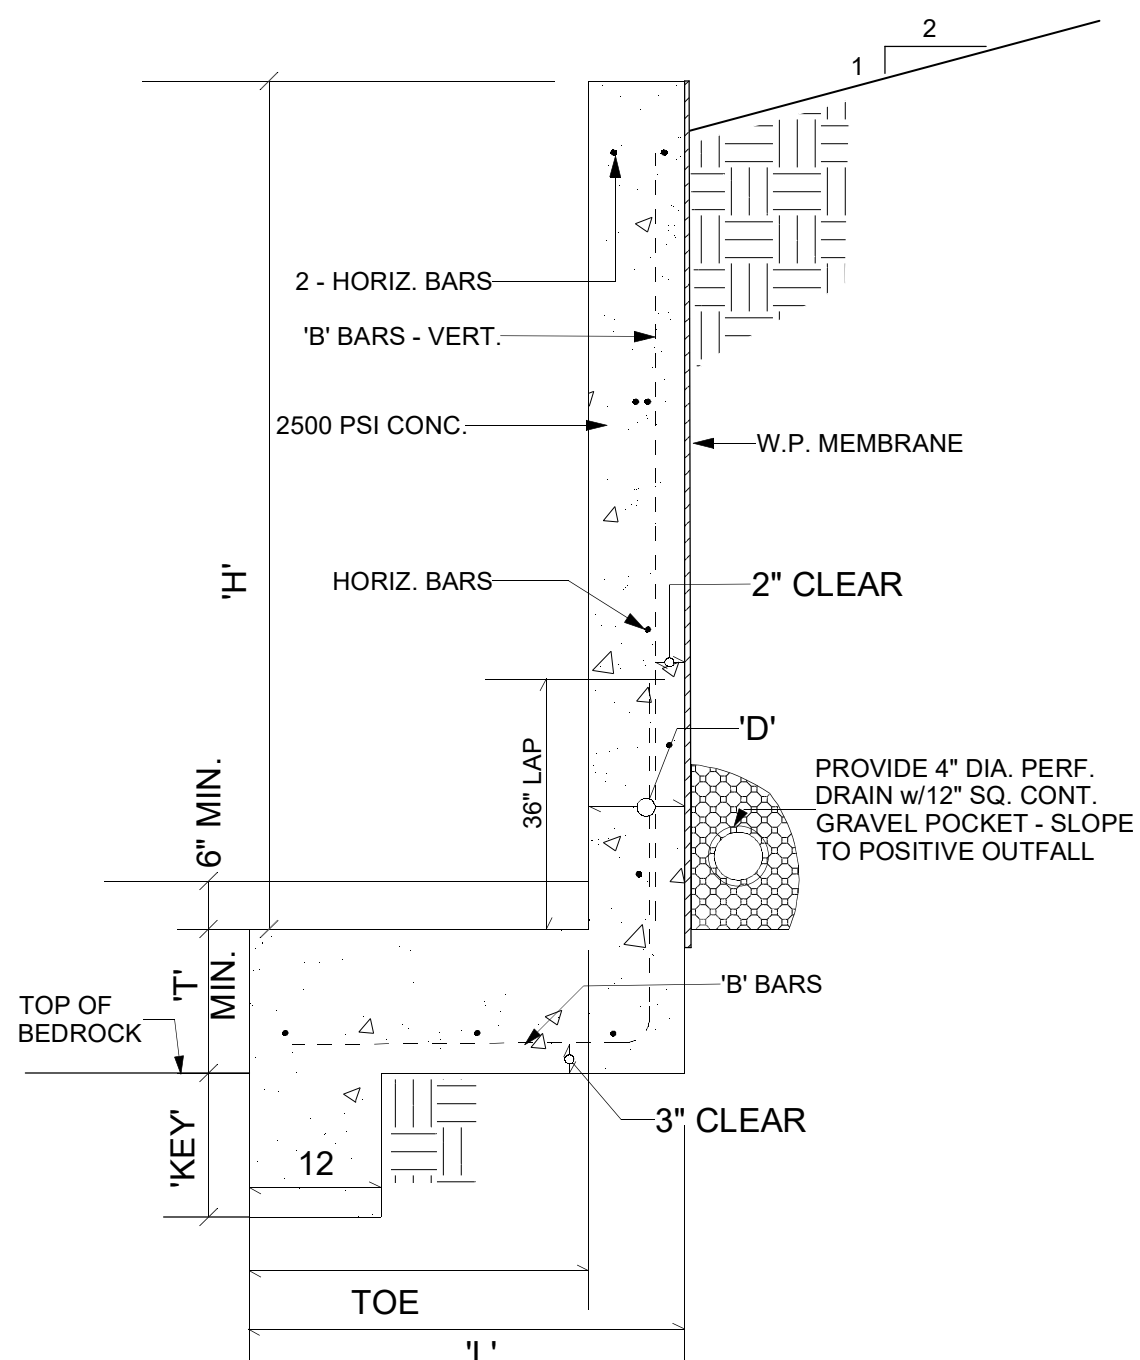 2
1
2 - HORIZ. BARS
'B' BARS - VERT.
2500 PSI CONC.
W.P. MEMBRANE
'H'
HORIZ. BARS
2" CLEAR
36" LAP
'D'
6" MIN.
PROVIDE 4" DIA. PERF.
DRAIN w/12" SQ. CONT.
GRAVEL POCKET - SLOPE
TO POSITIVE OUTFALL
'T'
MIN.
'B' BARS
TOP OF
BEDROCK
3" CLEAR
'KEY'
12
TOE
'L'